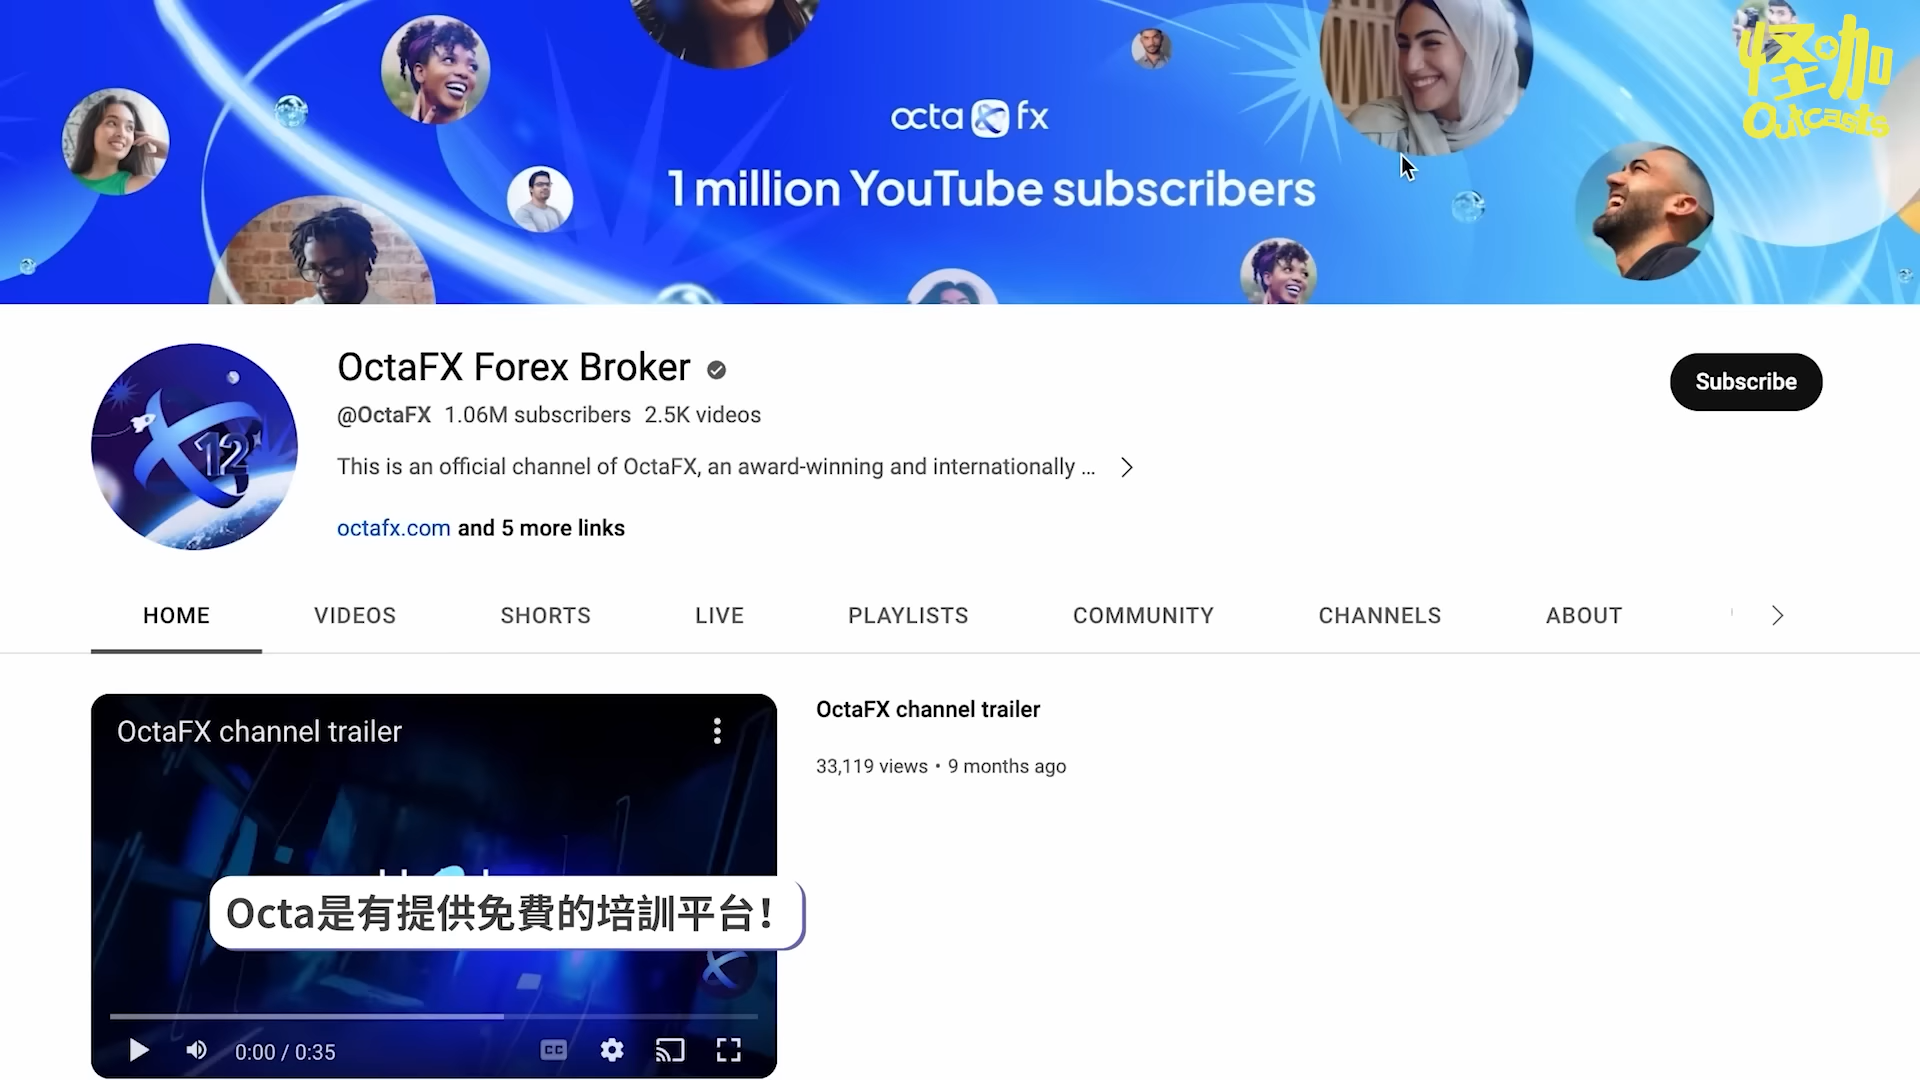 怪咖
Outcasts
octa fx
1 million YouTube subscribers
OctaFX Forex Broker
@OctaFX 1.06M subscribers 2.5K videos
Subscribe
12
This is an official channel of OctaFX, an award-winning and internationally ...
octafx.com and 5 more links
HOME VIDEOS SHORTS LIVE PLAYLISTS COMMUNITY CHANNELS ABOUT
OctaFX channel trailer
OctaFX channel trailer
33,119 views • 9 months ago
Octa是有提供免費的培訓平台!
0:00 / 0:35
CC